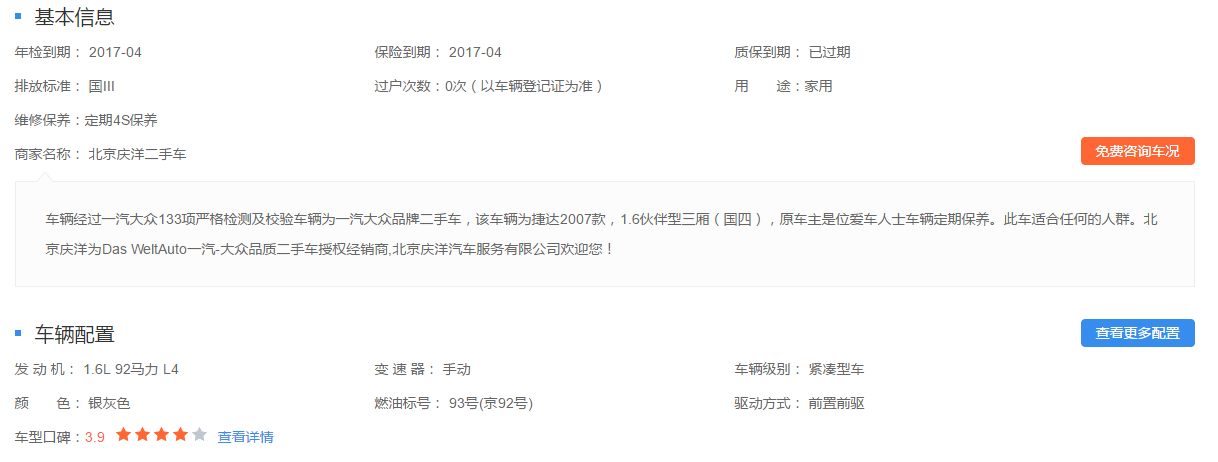 基本信息
年检到期： 2017-04 保险到期： 2017-04 质保到期： 已过期
排放标准： 国III 过户次数：0次（以车辆登记证为准） 用 途：家用
维修保养：定期4S保养
商家名称： 北京庆洋二手车 免费咨询车况
车辆经过一汽大众133项严格检测及校验车辆为一汽大众品牌二手车，该车辆为捷达2007款，1.6伙伴型三厢（国四），原车主是位爱车人士车辆定期保养。此车适合任何的人群。北
京庆洋为Das WeltAuto一汽-大众品质二手车授权经销商,北京庆洋汽车服务有限公司欢迎您！
车辆配置 查看更多配置
发 动 机： 1.6L 92马力 L4 变 速 器： 手动 车辆级别： 紧凑型车
颜 色： 银灰色 燃油标号： 93号(京92号) 驱动方式： 前置前驱
车型口碑：3.9 查看详情